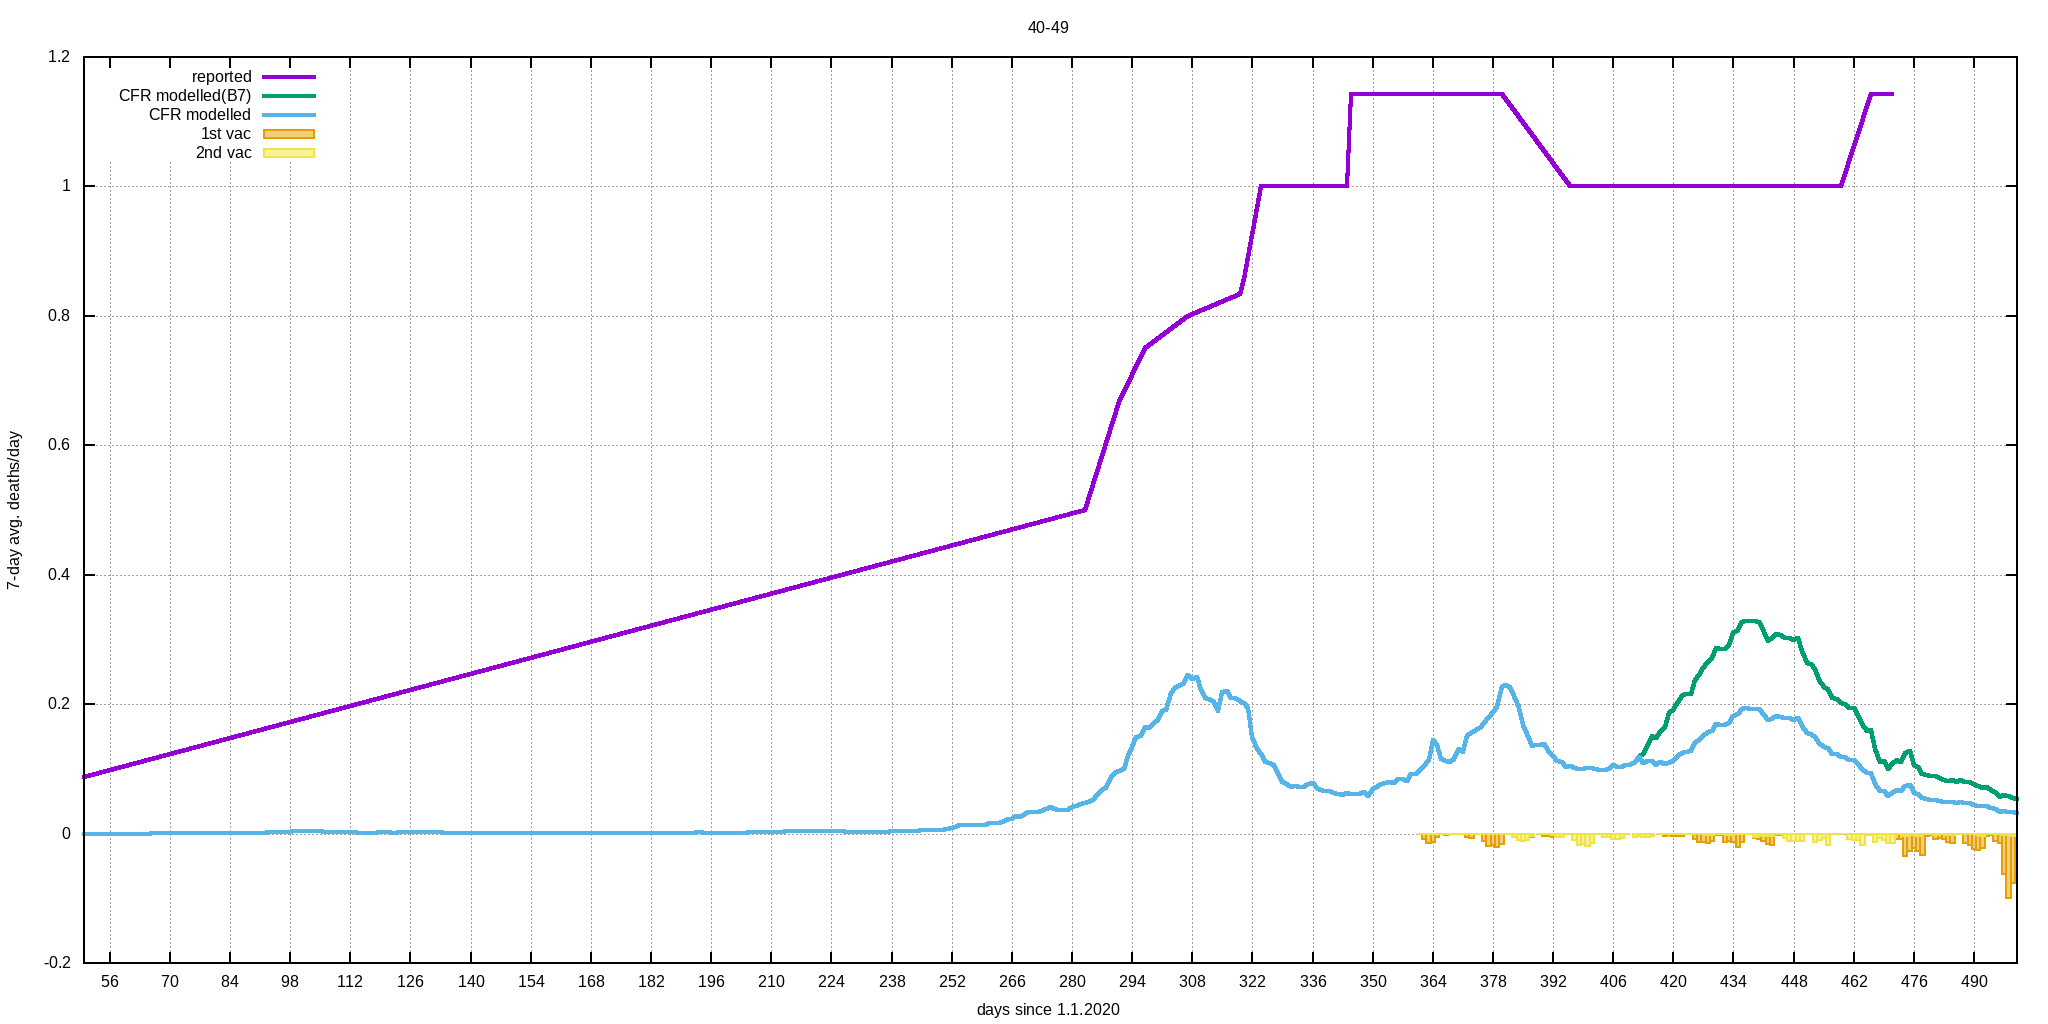 40-49
reported
CFR modelled(B7)
CFR modelled
1st vac
2nd vac
7-day avg. deaths/day
1.2
1
0.8
0.6
0.4
0.2
0
-0.2
56 70 84 98 112 126 140 154 168 182 196 210 224 238 252 266 280 294 308 322 336 350 364 378 392 406 420 434 448 462 476 490
days since 1.1.2020